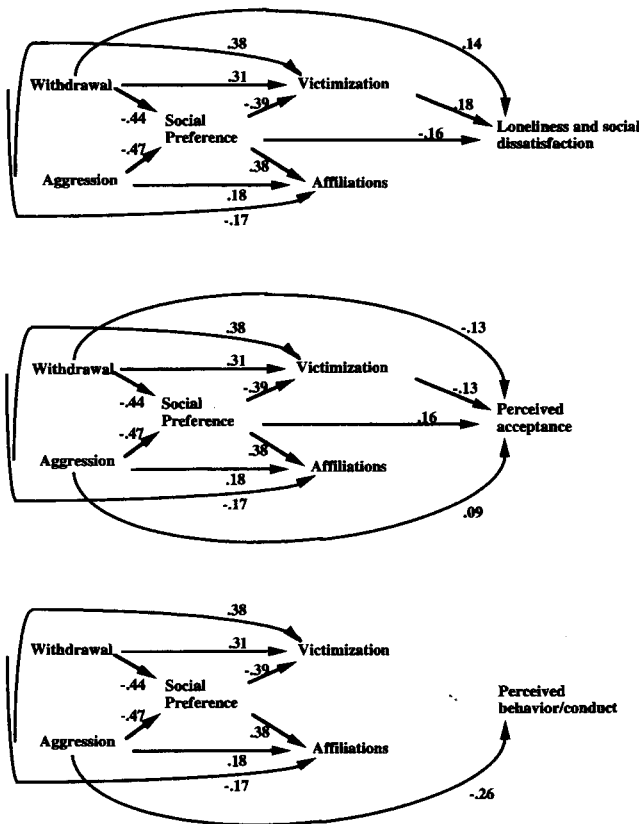 .38
.14
Withdrawal
.31
Victimization
-.44
Social
Preference
-.39
.18
Loneliness and social
dissatisfaction
-.47
-.16
Aggression
.38
Affiliations
.18
-.17
.38
-.13
Withdrawal
.31
Victimization
-.44
Social
Preference
-.39
-.13
Perceived
acceptance
-.47
.16
Aggression
.38
Affiliations
.18
-.17
.09
.38
Withdrawal
.31
Victimization
-.44
Social
Preference
-.39
Perceived
behavior/conduct
-.47
Aggression
.38
Affiliations
.18
-.17
-.26